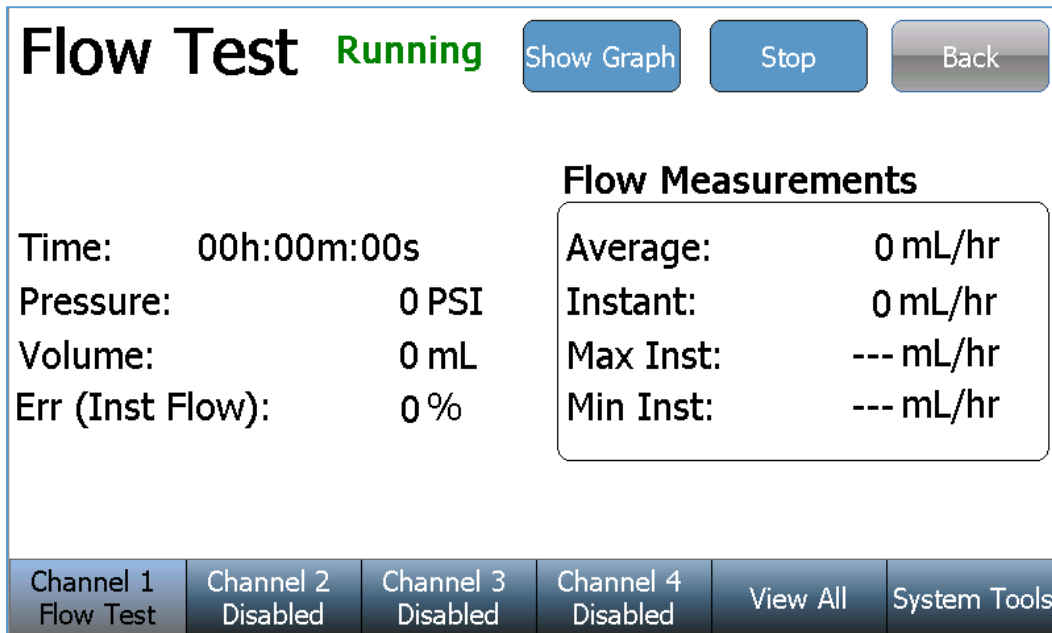 Flow Test Running Show Graph Stop Back
Flow Measurements
Time: 00h:00m:00s
Pressure: 0 PSI
Volume: 0 mL
Err (Inst Flow): 0 %
Average: 0 mL/hr
Instant: 0 mL/hr
Max Inst: --- mL/hr
Min Inst: --- mL/hr
Channel 1
Flow Test
Channel 2
Disabled
Channel 3
Disabled
Channel 4
Disabled
View All
System Tools